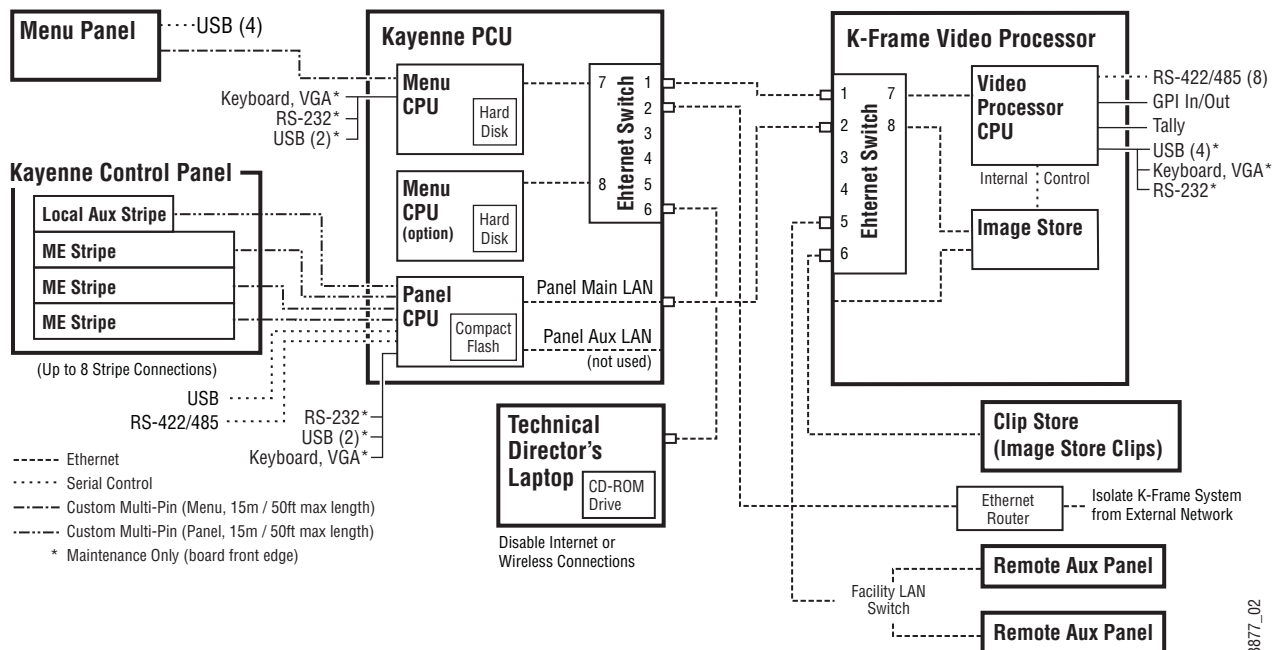 Menu Panel
USB (4)
Kayenne PCU
Menu
CPU
Hard
Disk
Keyboard, VGA*
RS-232*
USB (2)*
Menu
CPU
(option)
Hard
Disk
7
8
Ehternet Switch
1
2
3
4
5
6
Kayenne Control Panel
Local Aux Stripe
ME Stripe
ME Stripe
ME Stripe
(Up to 8 Stripe Connections)
Panel
CPU
Compact
Flash
Panel Main LAN
Panel Aux LAN
(not used)
USB
RS-422/485
RS-232*
USB (2)*
Keyboard, VGA*
K-Frame Video Processor
1
2
3
4
5
6
Ehternet Switch
7
8
Video
Processor
CPU
Internal
Control
Image Store
RS-422/485 (8)
GPI In/Out
Tally
USB (4)*
Keyboard, VGA*
RS-232*
Technical
Director's
Laptop
CD-ROM
Drive
Disable Internet or
Wireless Connections
Clip Store
(Image Store Clips)
Ethernet
Router
Isolate K-Frame System
from External Network
Facility LAN
Switch
Remote Aux Panel
Remote Aux Panel
Ethernet
Serial Control
Custom Multi-Pin (Menu, 15m / 50ft max length)
Custom Multi-Pin (Panel, 15m / 50ft max length)
* Maintenance Only (board front edge)